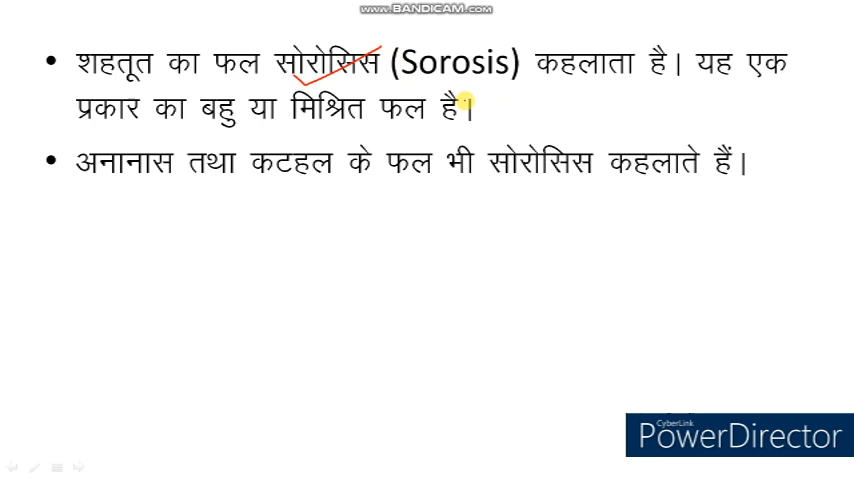 www.BANDICAM.com
• शहतूत का फल सोरोसिस (Sorosis) कहलाता है। यह एक
प्रकार का बहु या मिश्रित फल है।
• अनानास तथा कटहल के फल भी सोरोसिस कहलाते हैं।
CyberLink
PowerDirector